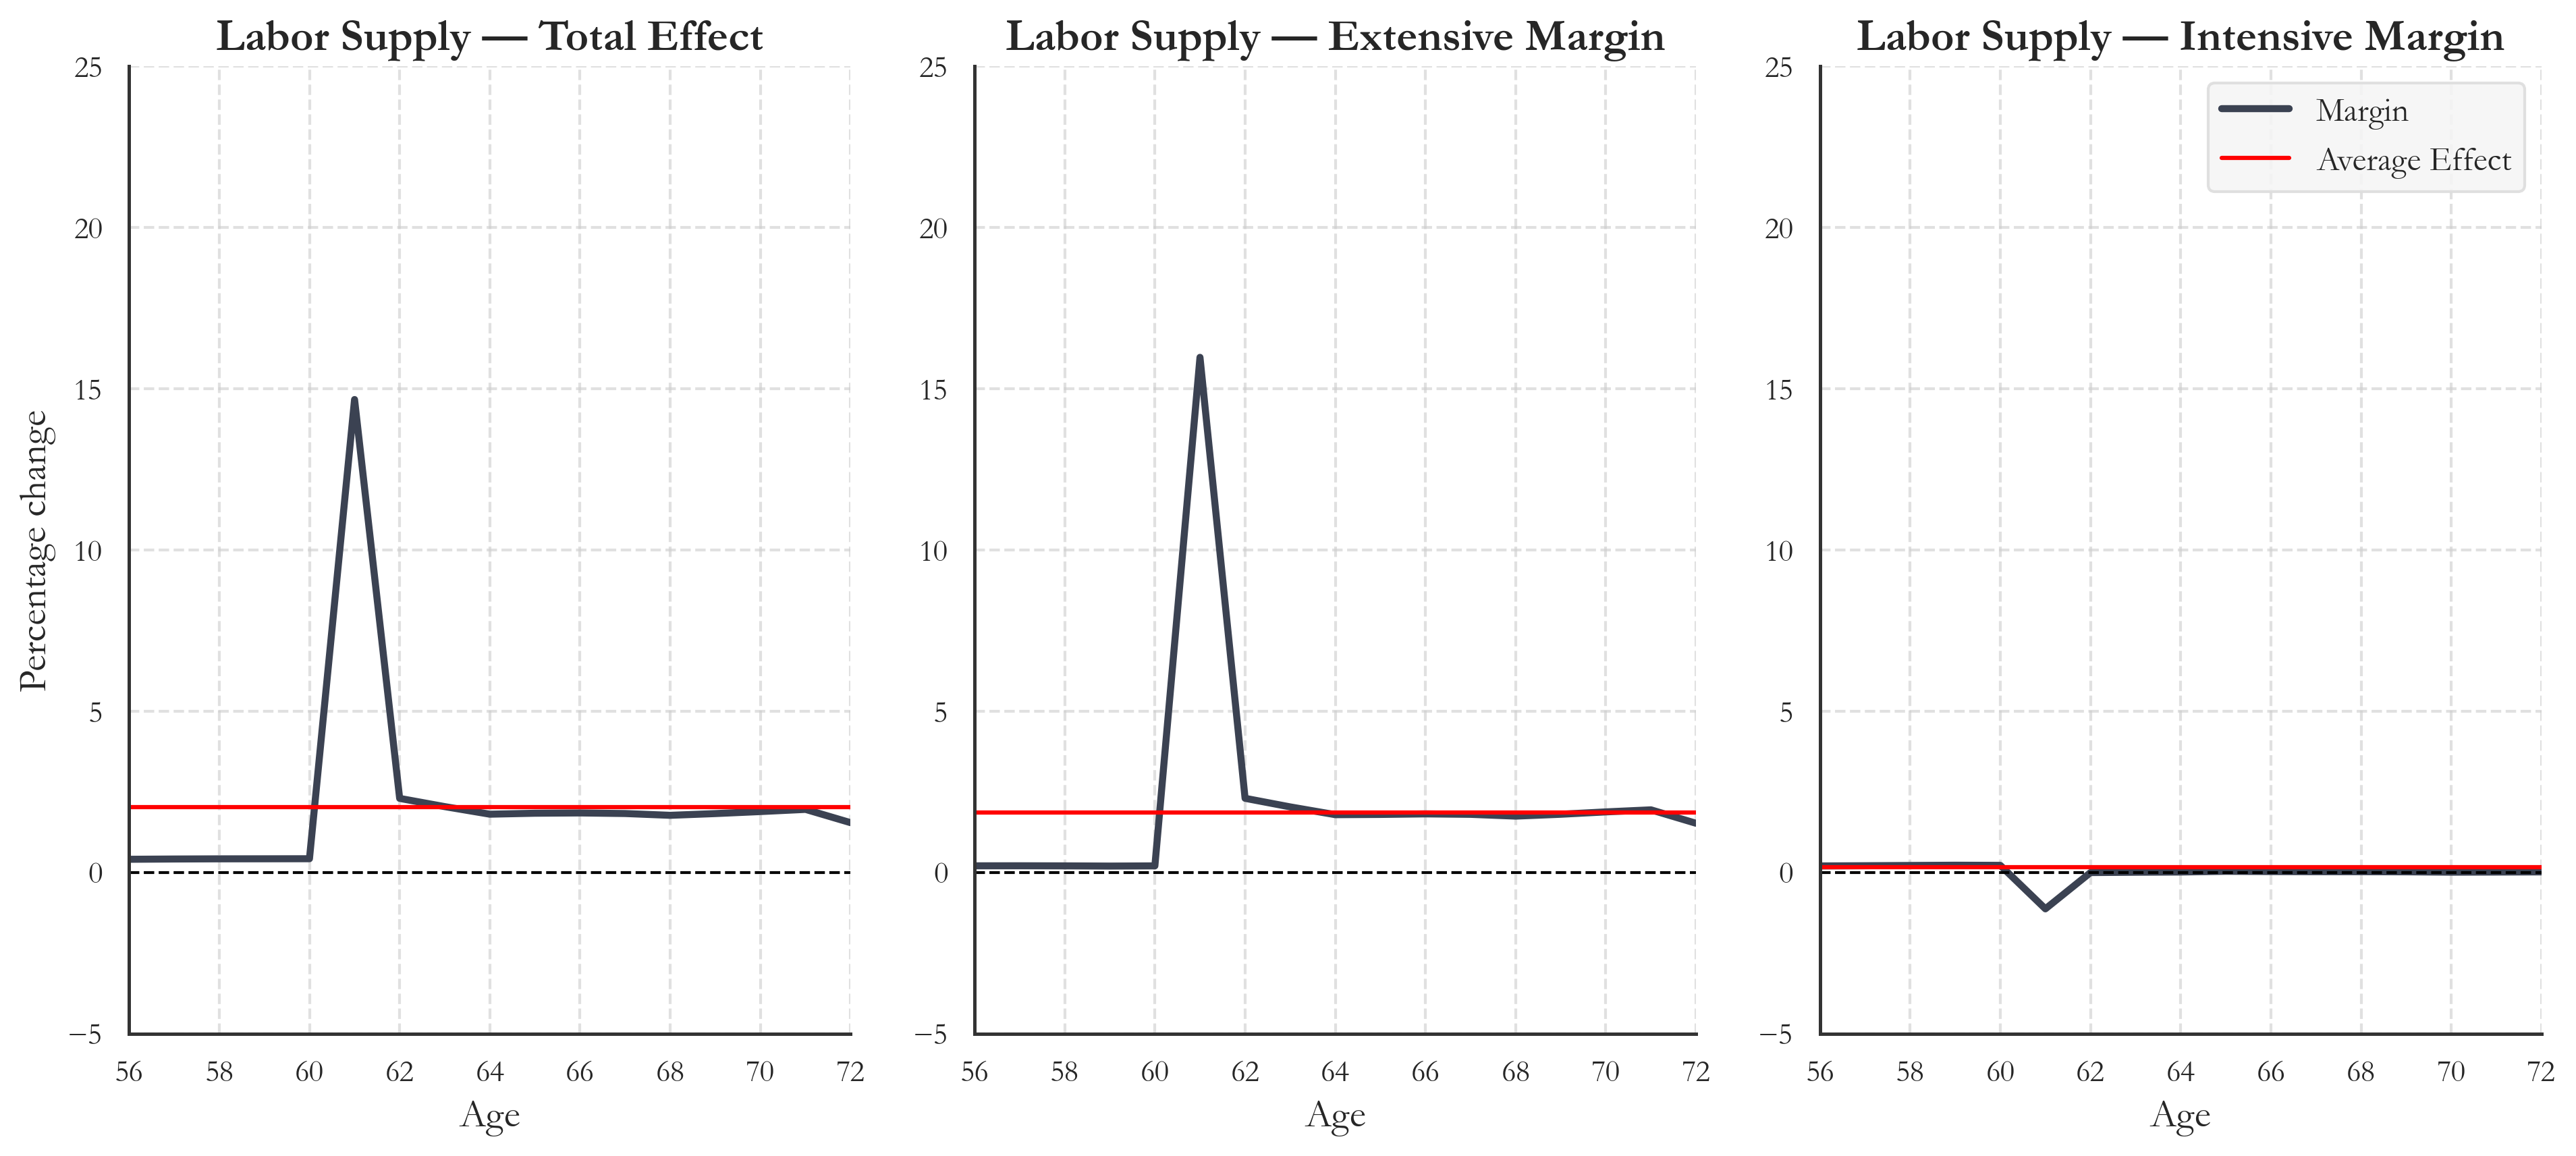 Labor Supply — Total Effect
Percentage change
25
20
15
10
5
0
−5
56 58 60 62 64 66 68 70 72
Age
Labor Supply — Extensive Margin
25
20
15
10
5
0
−5
56 58 60 62 64 66 68 70 72
Age
Labor Supply — Intensive Margin
25
20
15
10
5
0
−5
Margin
Average Effect
56 58 60 62 64 66 68 70 72
Age